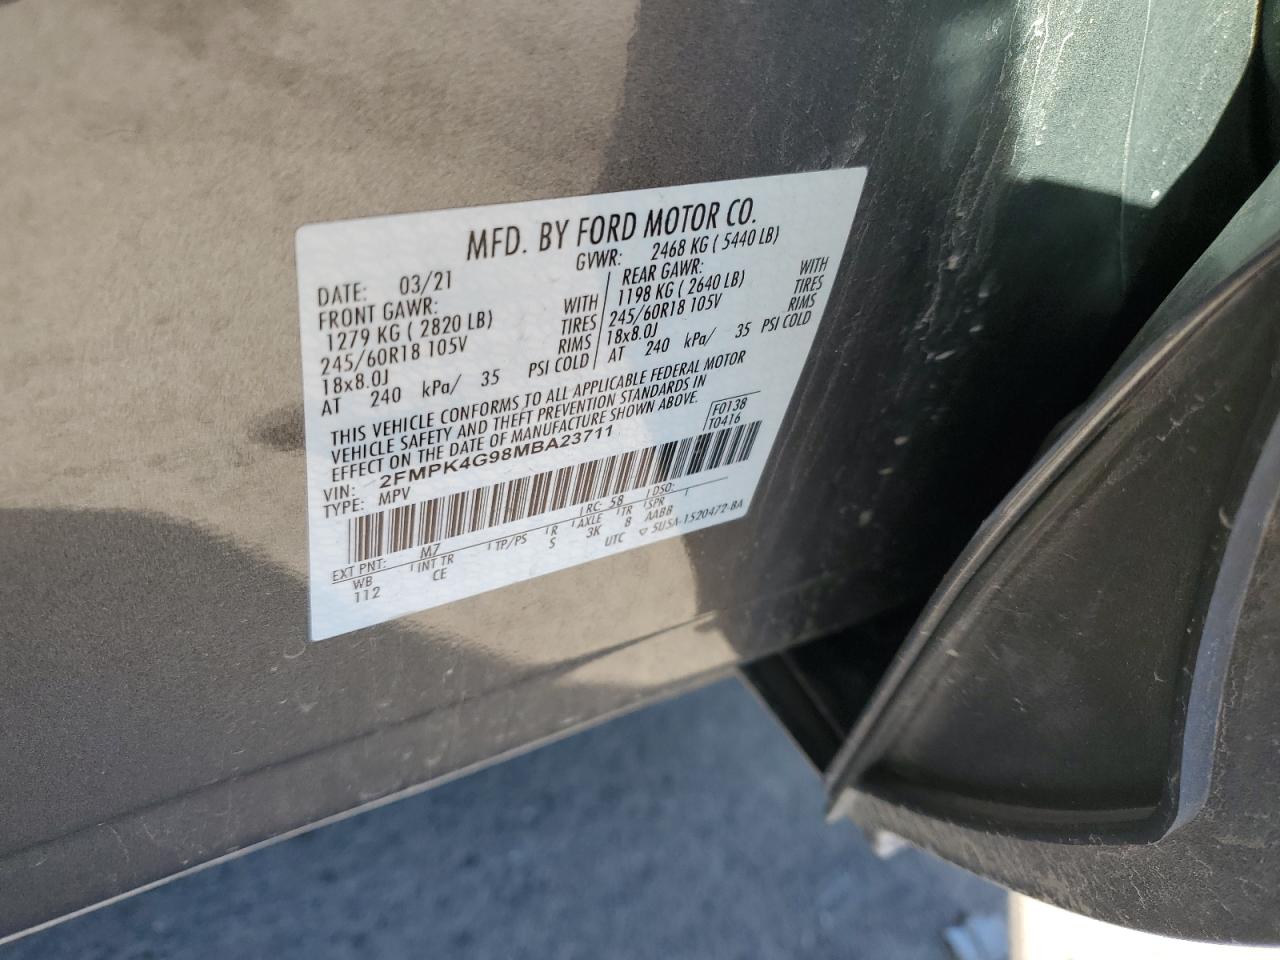 MFD. BY FORD MOTOR CO.
DATE: 03/21 GVWR: 2468 KG ( 5440 LB)
FRONT GAWR: REAR GAWR:
1279 KG ( 2820 LB) WITH 1198 KG ( 2640 LB) WITH
245/60R18 105V TIRES 245/60R18 105V TIRES
18x8.0J RIMS 18x8.0J RIMS
AT 240 kPa/ 35 PSI COLD AT 240 kPa/ 35 PSI COLD
THIS VEHICLE CONFORMS TO ALL APPLICABLE FEDERAL MOTOR
VEHICLE SAFETY AND THEFT PREVENTION STANDARDS IN
EFFECT ON THE DATE OF MANUFACTURE SHOWN ABOVE.
VIN: 2FMPK4G98MBA23711 F0138
TYPE: MPV T0416
EXT PNT: M7 RC: 58 DSO:
WB INT TR TP/PS R AXLE TR SPR
112 CE S 3K B AABB
UTC ▽ 5U5A-1520472-BA